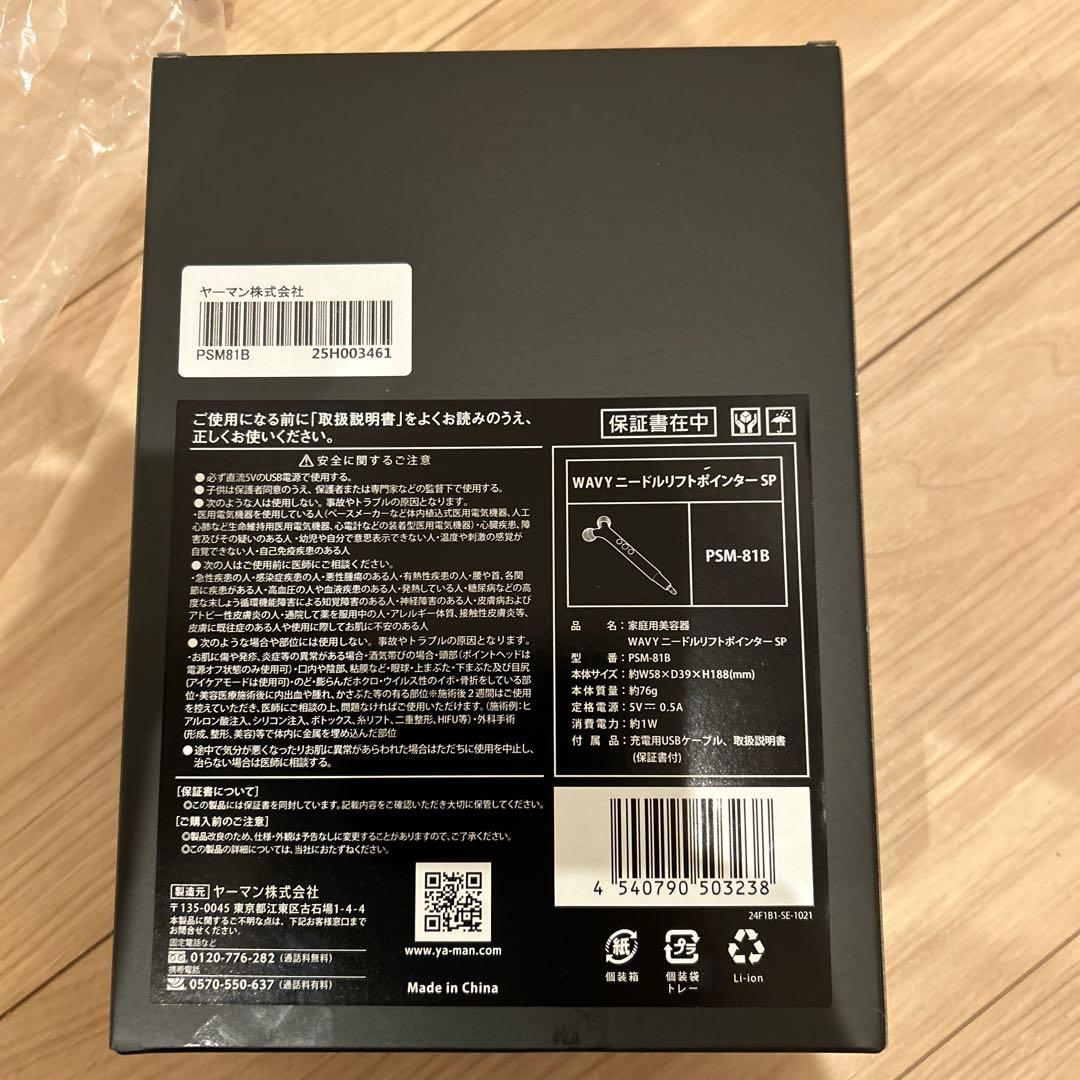 ヤーマン株式会社
PSM81B 25H003461
ご使用になる前に「取扱説明書」をよくお読みのうえ、
正しくお使いください。
⚠安全に関するご注意
●必ず直流5VのUSB電源で使用する。
●子供は保護者同意のうえ、保護者または専門家などの監督下で使用する。
●次のような人は使用しない。事故やトラブルの原因となります。
・医用電気機器を使用している人(ペースメーカーなど体内植込式医用電気機器、人工
心肺など生命維持用医用電気機器、心電計などの装着型医用電気機器)・心臓疾患、障
害及びその疑いのある人・幼児や自分で意思表示できない人・温度や刺激の感覚が
自覚できない人・自己免疫疾患のある人
●次の人はご使用前に医師にご相談ください。
・急性疾患の人・感染症疾患の人・悪性腫瘍のある人・有熱性疾患の人・腰や首、各関
節に疾患がある人・高血圧の人や血液疾患のある人・発熱している人・糖尿病などの高
度な末しょう循環機能障害による知覚障害のある人・神経障害のある人・皮膚病および
アトピー性皮膚炎の人・通院して薬を服用中の人・アレルギー体質、接触性皮膚炎等、
皮膚に既往症のある人や使用に際してお肌に不安のある人
●次のような場合や部位には使用しない。事故やトラブルの原因となります。
・お肌に傷や発疹、炎症等の異常がある場合・酒気帯びの場合・頭部(ポイントヘッドは
電源オフ状態のみ使用可)・口内や陰部、粘膜など・眼球・上まぶた・下まぶた及び目尻
(アイケアモードは使用可)・のど・膨らんだホクロ・ウイルス性のイボ・骨折をしている部
位・美容医療施術後に内出血や腫れ、かさぶた等の有る部位※施術後2週間はご使用
を控えていただき、医師にご相談の上、問題なければご使用いただけます。(施術例:ヒ
アルロン酸注入、シリコン注入、ボトックス、糸リフト、二重整形、HIFU等)・外科手術
(形成、整形、美容)等で体内に金属を埋め込んだ部位
●途中で気分が悪くなったりお肌に異常があらわれた場合はただちに使用を中止し、
治らない場合は医師に相談する。
[保証書について]
◎この製品には保証書を同封しています。記載内容をご確認いただき大切に保管してください。
[ご購入前のご注意]
◎製品改良のため、仕様・外観は予告なしに変更することがありますので、ご了承ください。
◎この製品の詳細については、当社におたずねください。
製造元 ヤーマン株式会社
〒135-0045 東京都江東区古石場1-4-4
本製品に関するご不明な点は、下記お客様窓口まで
お問合せください。
固定電話など
0120-776-282 (通話料無料)
携帯電話
0570-550-637 (通話料有料)
www.ya-man.com
Made in China
保証書在中
WAVY ニードルリフトポインター SP
PSM-81B
品 名:家庭用美容器
WAVY ニードルリフトポインター SP
型 番:PSM-81B
本体サイズ:約W58×D39×H188(mm)
本体質量:約76g
定格電源:5V⎓0.5A
消費電力:約1W
付属品:充電用USBケーブル、取扱説明書
(保証書付)
4 540790 503238
24F1B1-SE-1021
紙
個装箱
プラ
個装袋
トレー
Li-ion